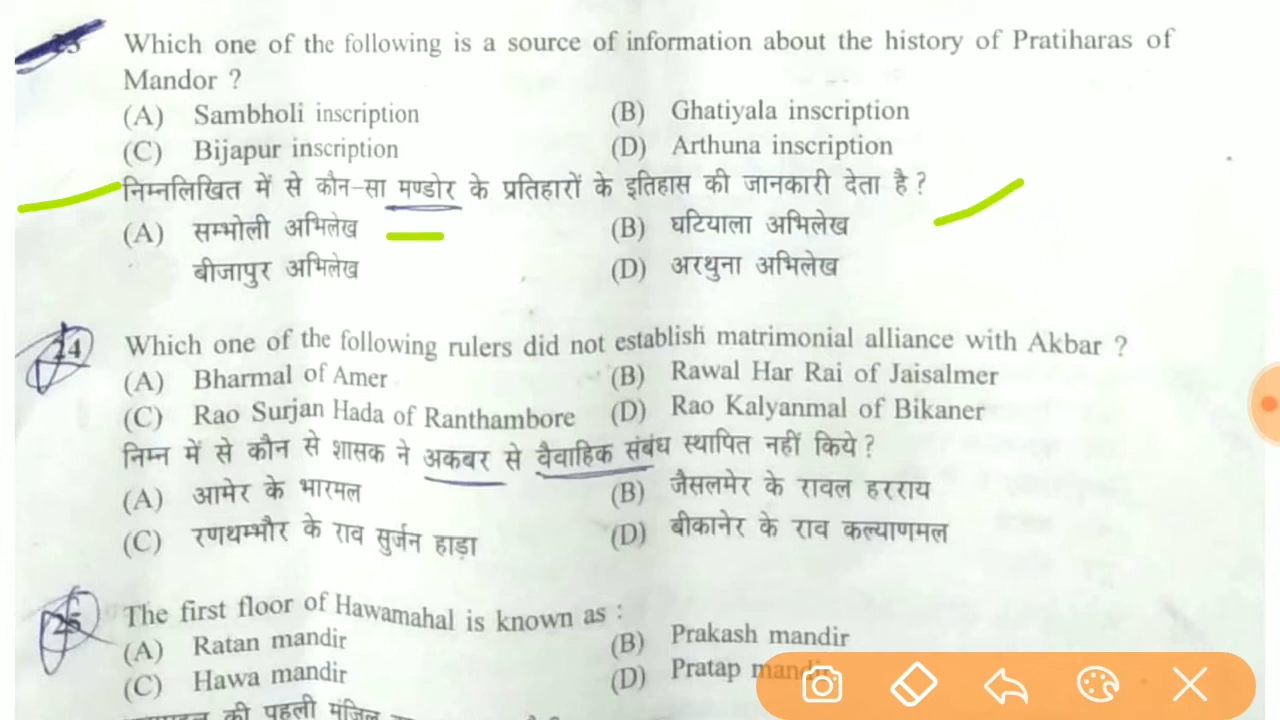 23 Which one of the following is a source of information about the history of Pratiharas of
Mandor ?
(A) Sambholi inscription (B) Ghatiyala inscription
(C) Bijapur inscription (D) Arthuna inscription
निम्नलिखित में से कौन-सा मण्डोर के प्रतिहारों के इतिहास की जानकारी देता है ?
(A) सम्भोली अभिलेख (B) घटियाला अभिलेख
बीजापुर अभिलेख (D) अरथुना अभिलेख
24 Which one of the following rulers did not establish matrimonial alliance with Akbar ?
(A) Bharmal of Amer (B) Rawal Har Rai of Jaisalmer
(C) Rao Surjan Hada of Ranthambore (D) Rao Kalyanmal of Bikaner
निम्न में से कौन से शासक ने अकबर से वैवाहिक संबंध स्थापित नहीं किये ?
(A) आमेर के भारमल (B) जैसलमेर के रावल हरराय
(C) रणथम्भौर के राव सुर्जन हाड़ा (D) बीकानेर के राव कल्याणमल
25 The first floor of Hawamahal is known as :
(A) Ratan mandir (B) Prakash mandir
(C) Hawa mandir (D) Pratap mandir
की पहली मंजिल